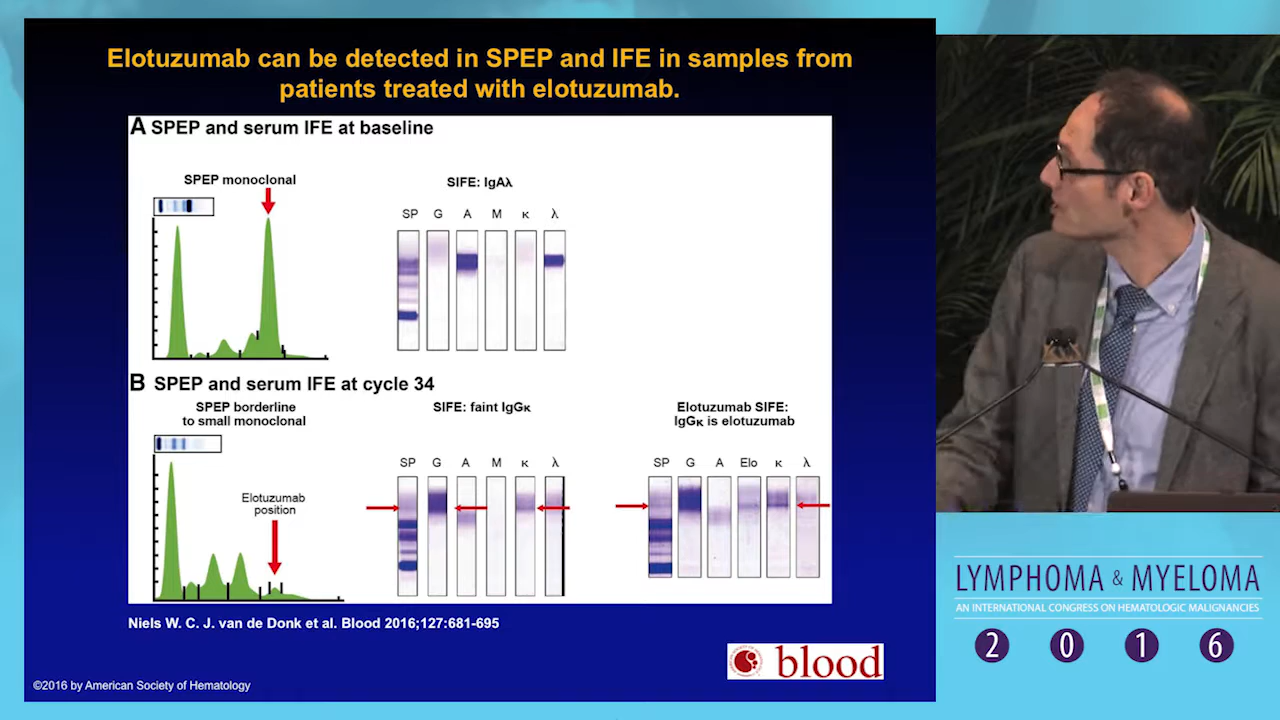 Elotuzumab can be detected in SPEP and IFE in samples from
patients treated with elotuzumab.
A SPEP and serum IFE at baseline
SPEP monoclonal
SIFE: IgAλ
SP G A M κ λ
B SPEP and serum IFE at cycle 34
SPEP borderline
to small monoclonal
SIFE: faint IgGκ
Elotuzumab SIFE:
IgGκ is elotuzumab
SP G A M κ λ
SP G A Elo κ λ
Elotuzumab
position
Niels W. C. J. van de Donk et al. Blood 2016;127:681-695
blood
©2016 by American Society of Hematology
LYMPHOMA & MYELOMA
AN INTERNATIONAL CONGRESS ON HEMATOLOGIC MALIGNANCIES
2 0 1 6